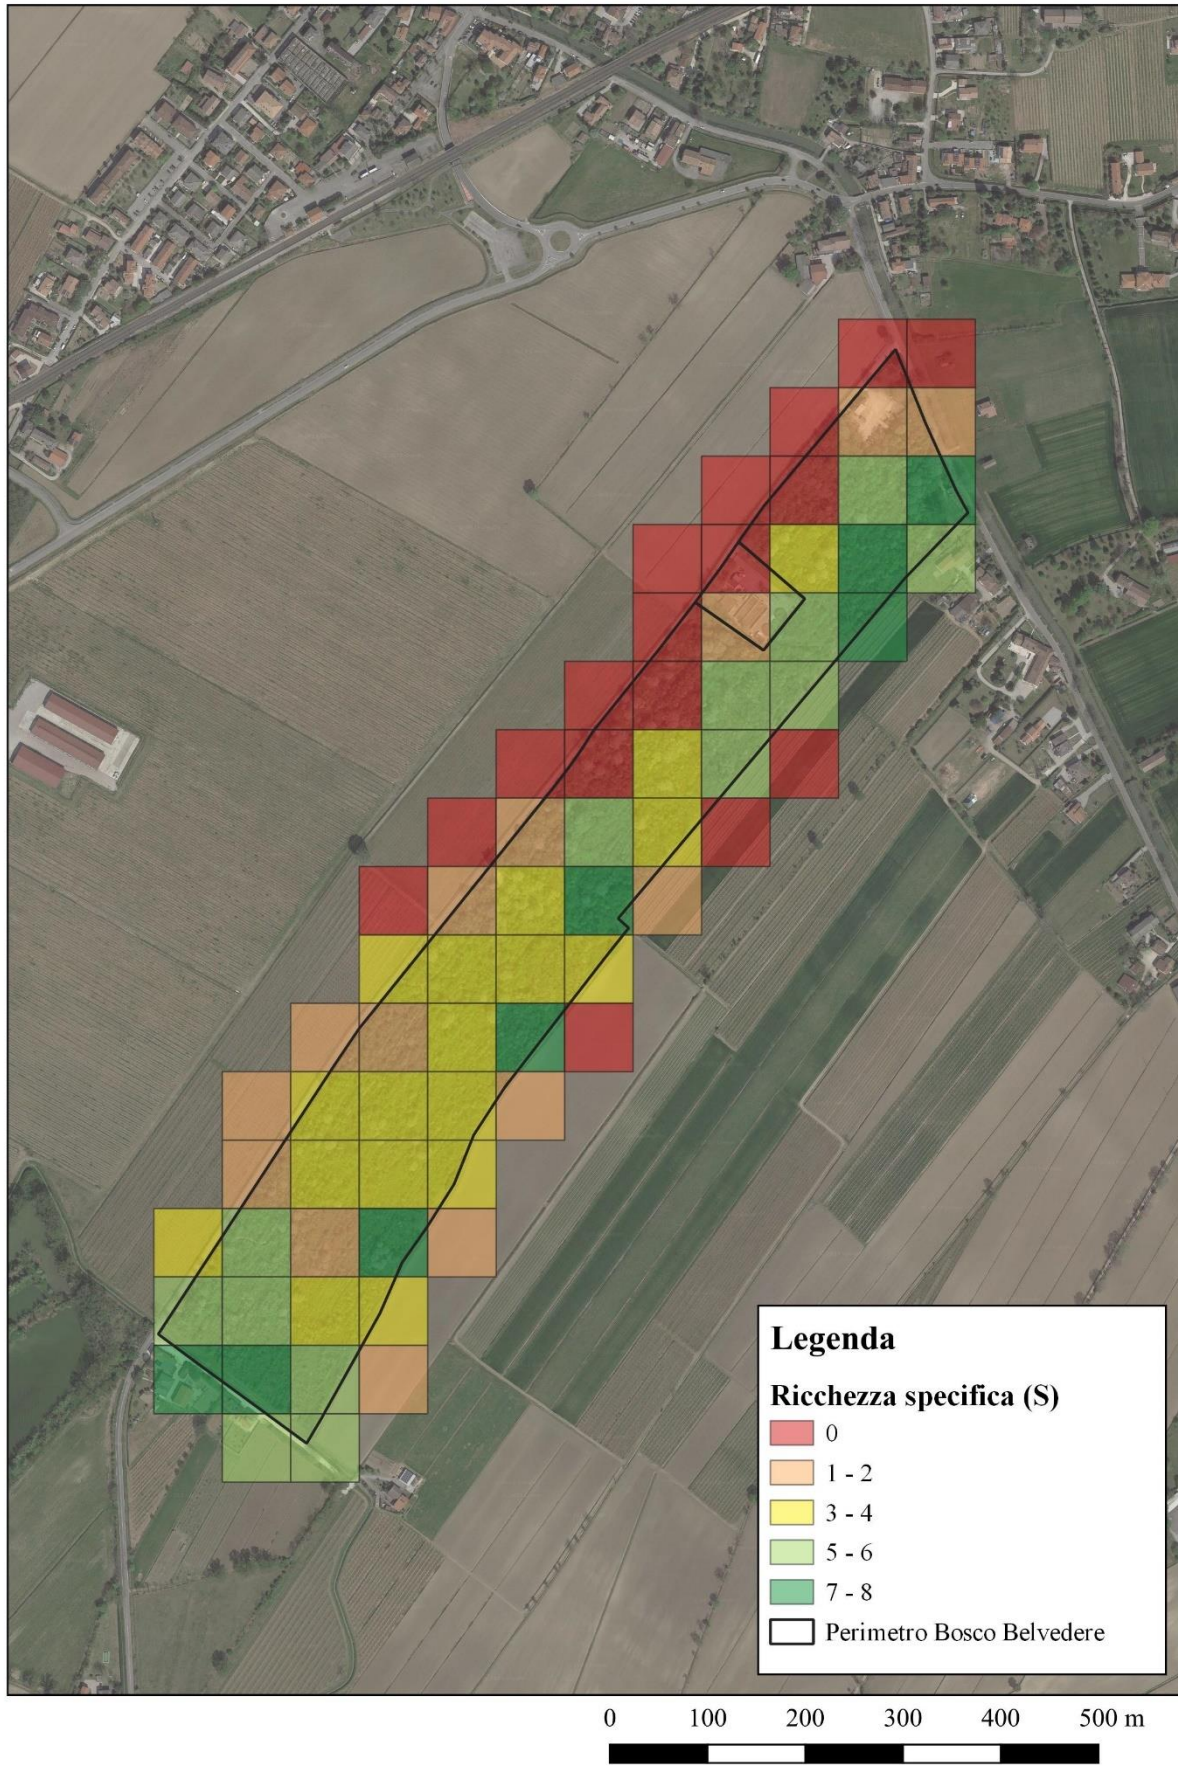 Legenda
Ricchezza specifica (S)
0
1 - 2
3 - 4
5 - 6
7 - 8
Perimetro Bosco Belvedere
0 100 200 300 400 500 m